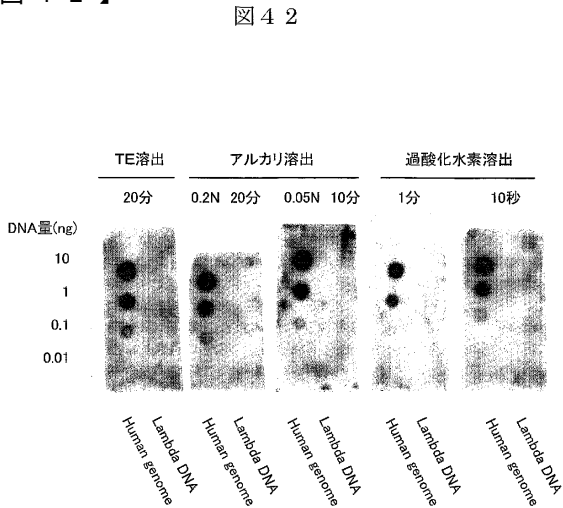 図４２
TE溶出 アルカリ溶出 過酸化水素溶出
20分 0.2N 20分 0.05N 10分 1分 10秒
DNA量(ng)
10
1
0.1
0.01
Human genome Lambda DNA Human genome Lambda DNA Human genome Lambda DNA Human genome Lambda DNA Human genome Lambda DNA